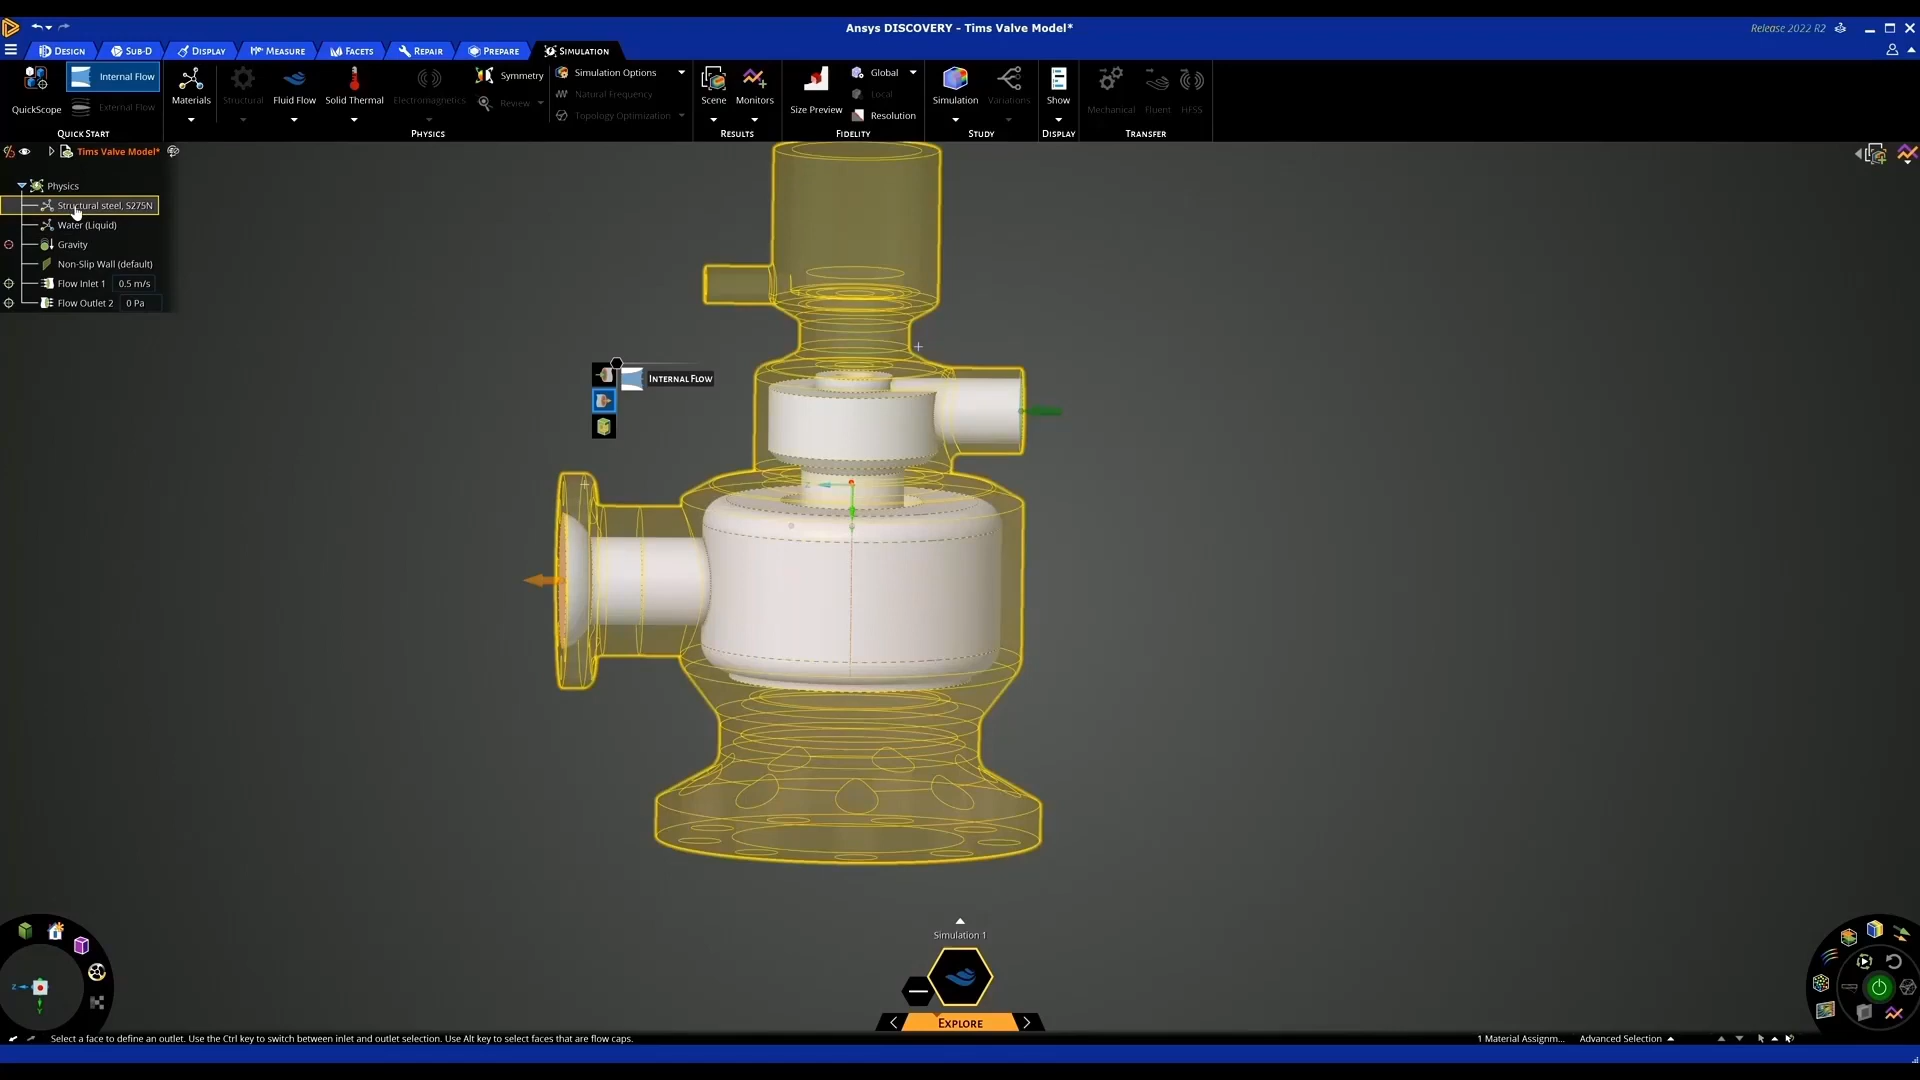 Ansys DISCOVERY - Tims Valve Model*
Release 2022 R2
DESIGN
SUB-D
DISPLAY
MEASURE
FACETS
REPAIR
PREPARE
SIMULATION
Internal Flow
External Flow
QuickScope
QUICK START
Materials
Structural
Fluid Flow
Solid Thermal
Electromagnetics
Symmetry
Review
PHYSICS
Simulation Options
Natural Frequency
Topology Optimization
Scene
Monitors
RESULTS
Size Preview
Global
Local
Resolution
FIDELITY
Simulation
Variations
STUDY
Show
DISPLAY
Mechanical
Fluent
HFSS
TRANSFER
Tims Valve Model*
Physics
Structural steel, S275N
Water (Liquid)
Gravity
Non-Slip Wall (default)
Flow Inlet 1 0.5 m/s
Flow Outlet 2 0 Pa
INTERNAL FLOW
Z
Simulation 1
EXPLORE
Z
Y
Select a face to define an outlet. Use the Ctrl key to switch between inlet and outlet selection. Use Alt key to select faces that are flow caps.
1 Material Assignm...
Advanced Selection